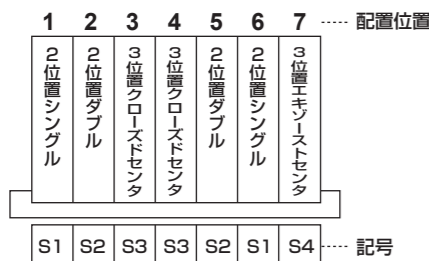 1 2 3 4 5 6 7 ····· 配置位置
2位置シングル
2位置ダブル
3位置クローズドセンタ
3位置クローズドセンタ
2位置ダブル
2位置シングル
3位置エキゾーストセンタ
S1 S2 S3 S3 S2 S1 S4 ····· 記号